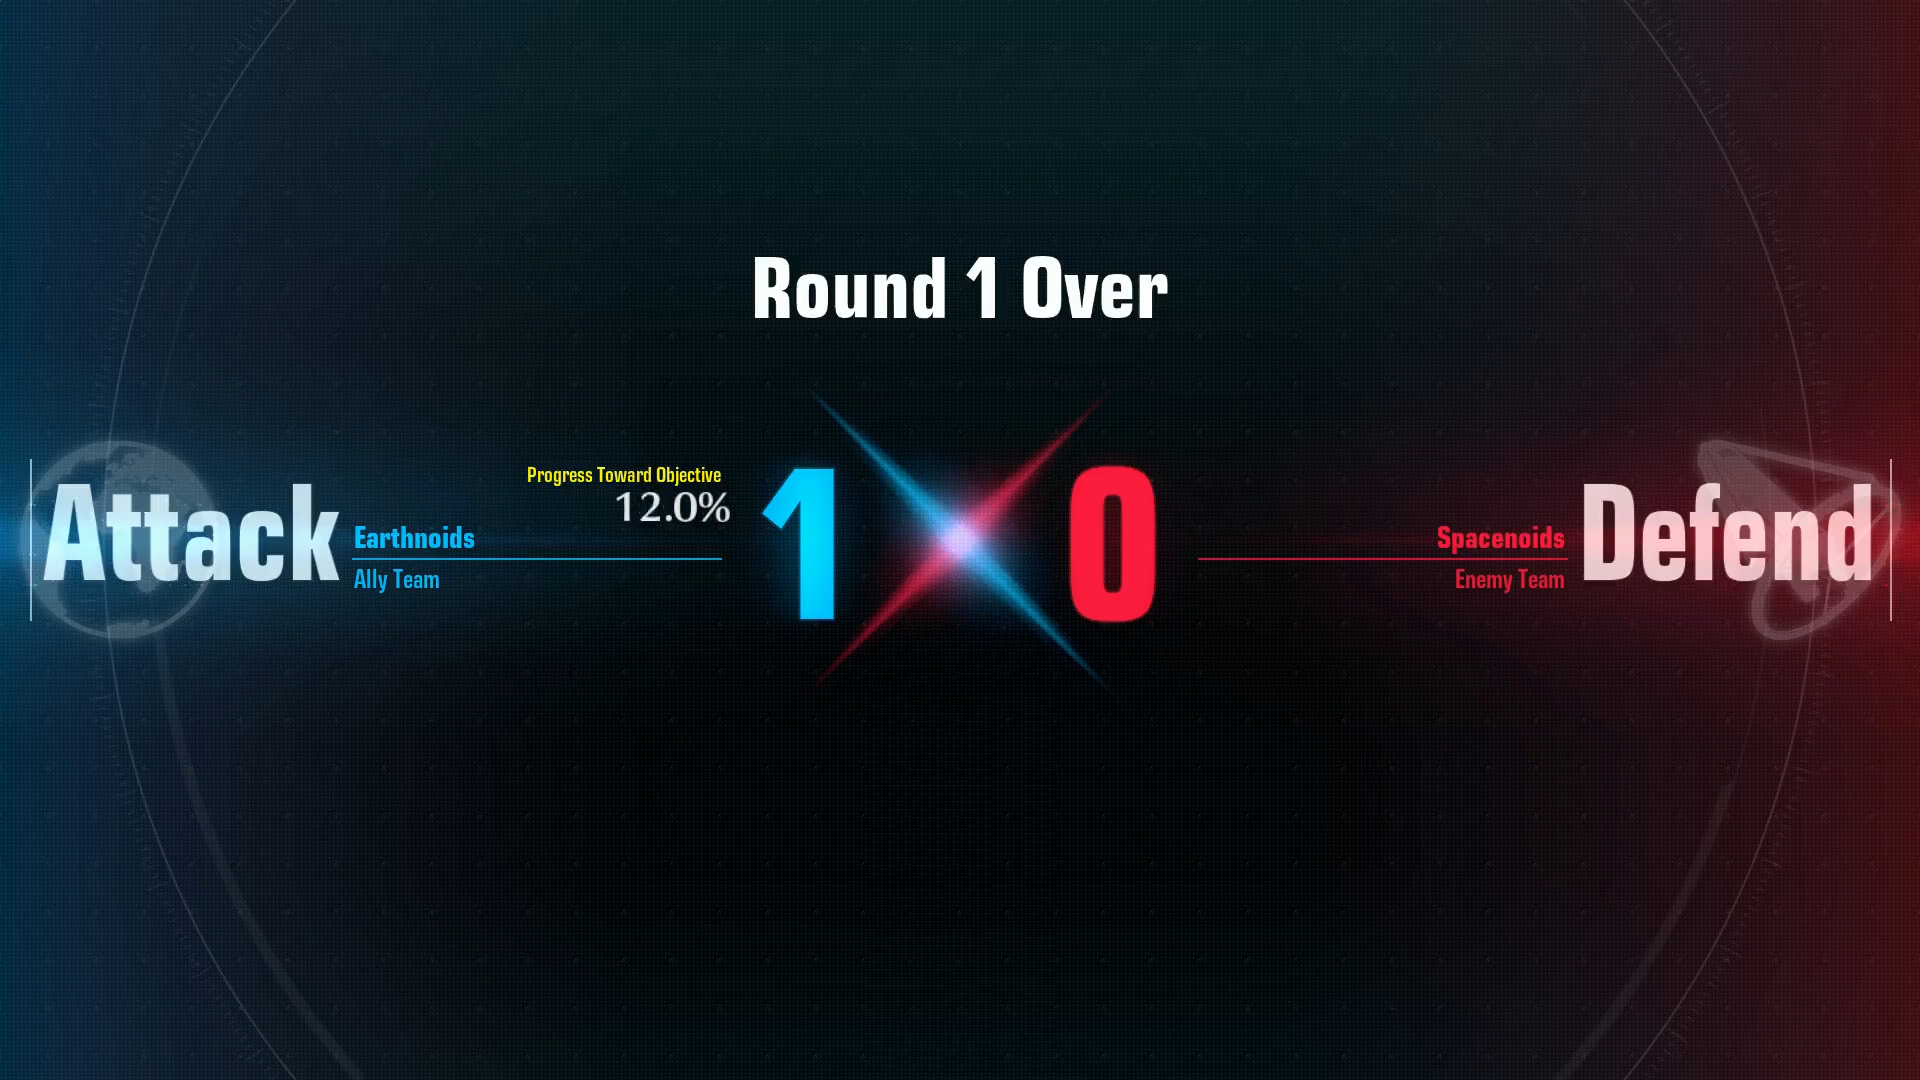 Round 1 Over
Attack
Earthnoids
Ally Team
Progress Toward Objective
12.0%
1
0
Spacenoids
Enemy Team
Defend